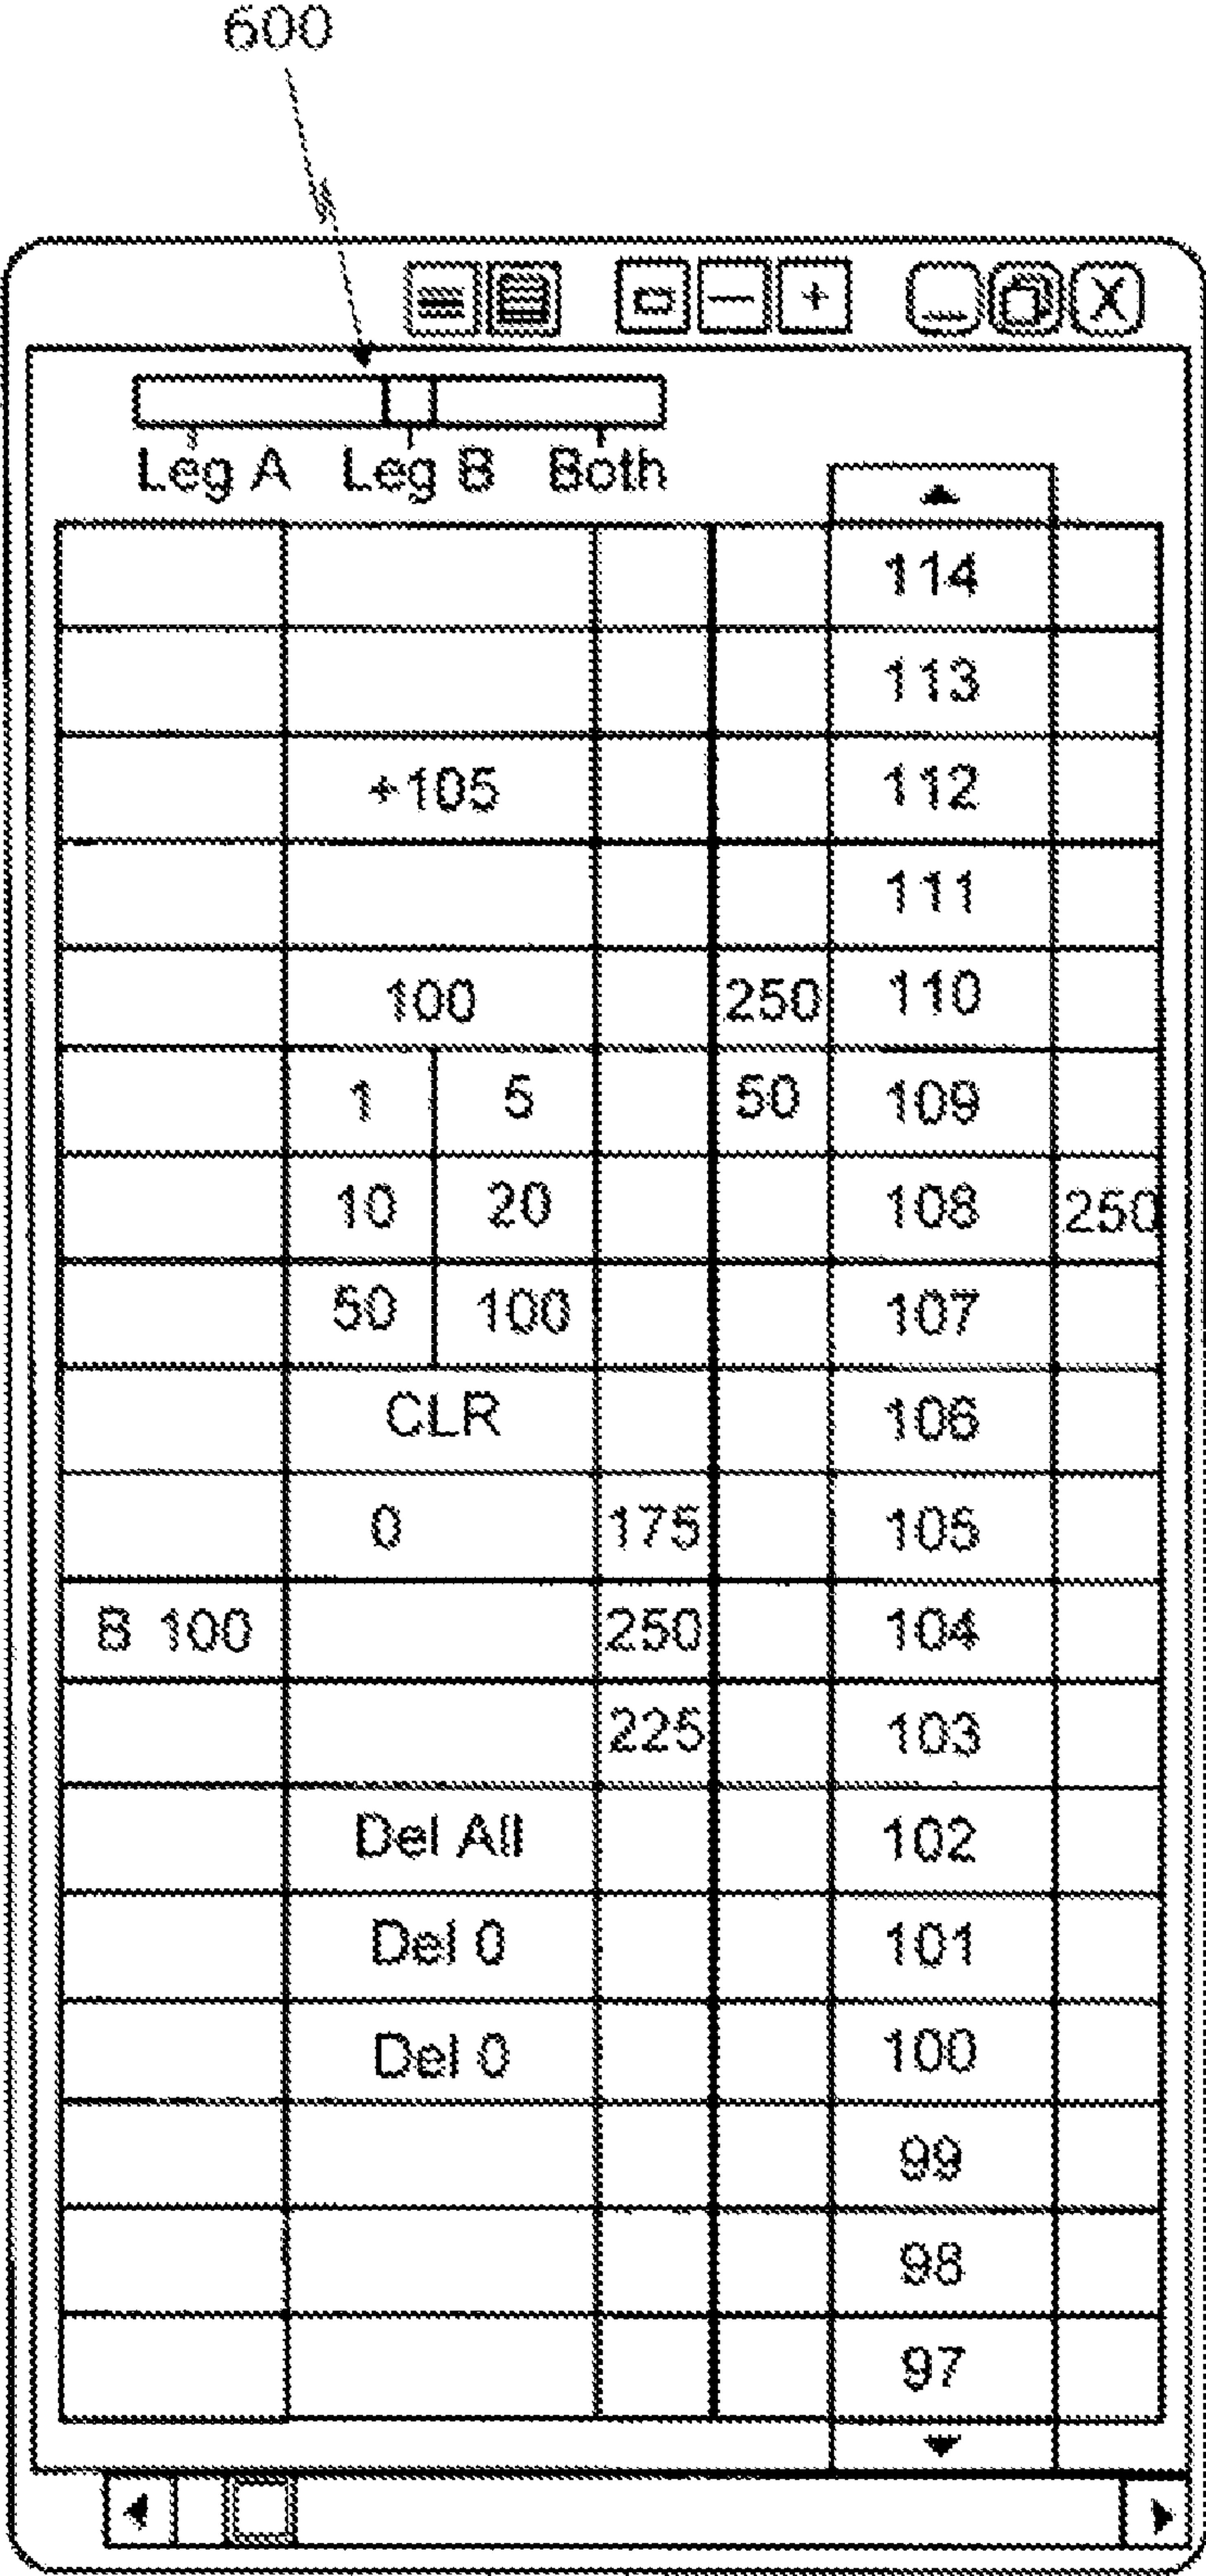 600
Leg A Leg B Both
114
113
+105 112
111
100 250 110
1 5 50 109
10 20 108 250
50 100 107
CLR 106
0 175 105
B 100 250 104
225 103
Del All 102
Del 0 101
Del 0 100
99
98
97